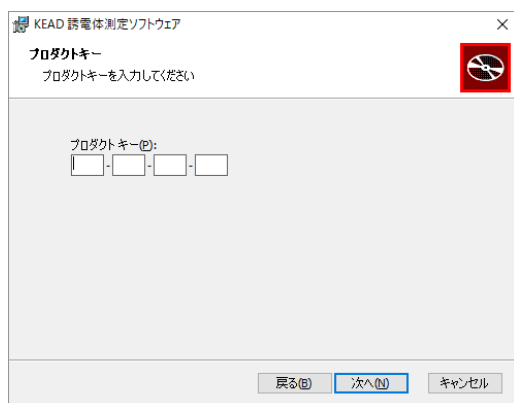 KEAD 誘電体測定ソフトウェア
プロダクトキー
プロダクトキーを入力してください
プロダクト キー(P):
- - -
戻る(B) 次へ(N) キャンセル